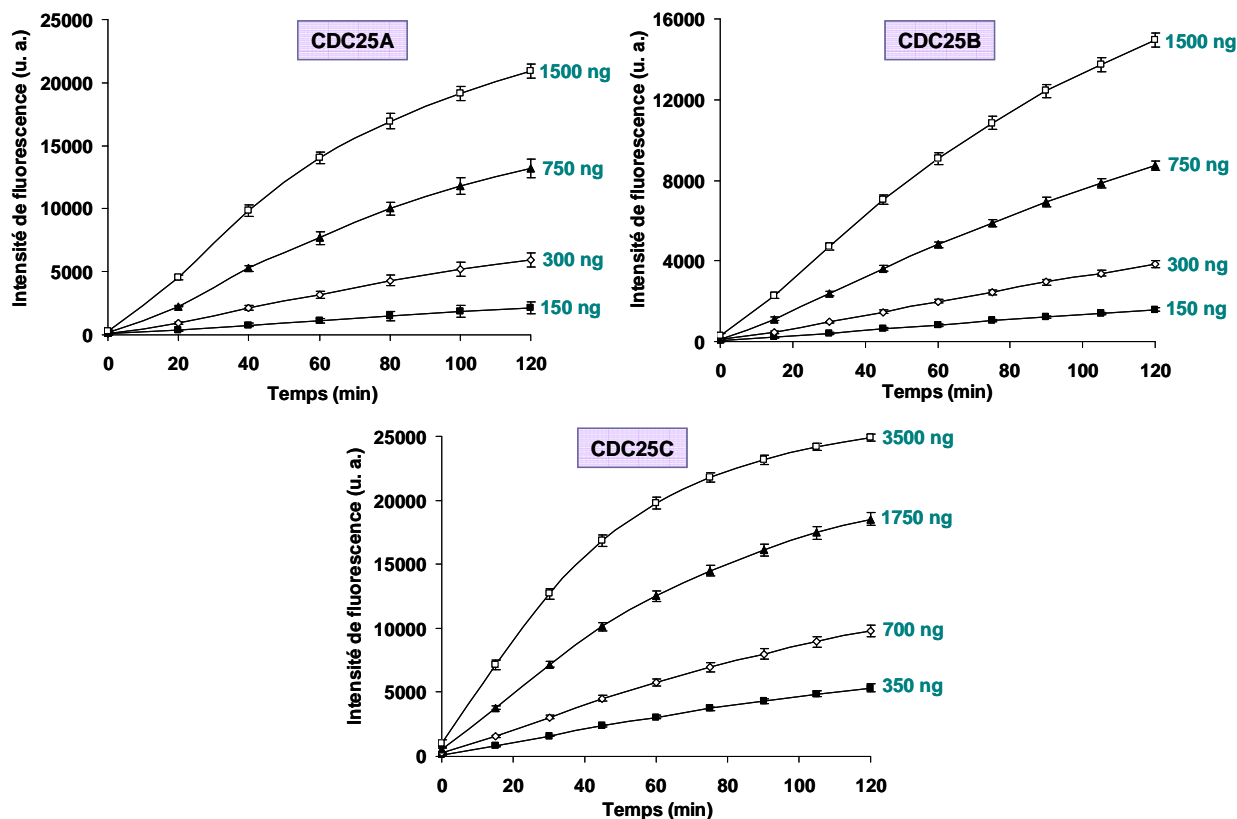 CDC25A
Intensité de fluorescence (u. a.)
25000
20000
15000
10000
5000
0
0 20 40 60 80 100 120
Temps (min)
1500 ng
750 ng
300 ng
150 ng
CDC25B
Intensité de fluorescence (u. a.)
16000
12000
8000
4000
0
0 20 40 60 80 100 120
Temps (min)
1500 ng
750 ng
300 ng
150 ng
CDC25C
Intensité de fluorescence (u. a.)
25000
20000
15000
10000
5000
0
0 20 40 60 80 100 120
Temps (min)
3500 ng
1750 ng
700 ng
350 ng